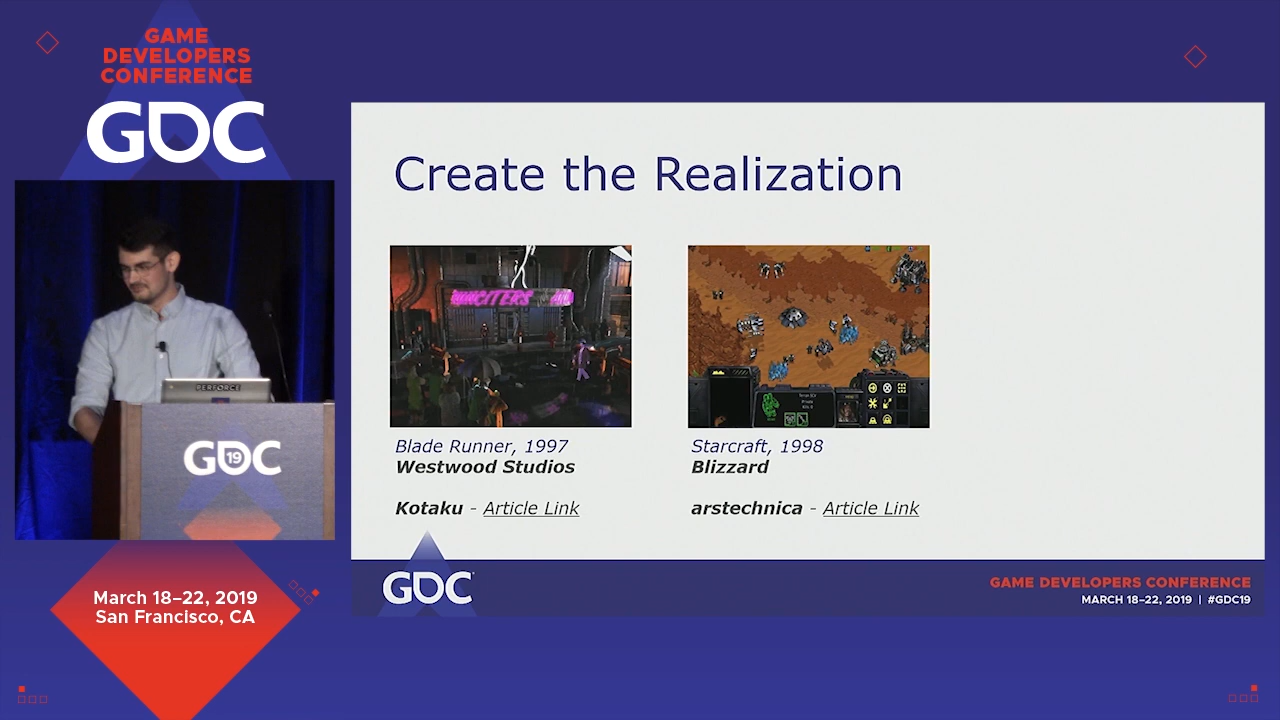 GAME
DEVELOPERS
CONFERENCE
GDC
PERFORCE
GDC
19
March 18–22, 2019
San Francisco, CA
Create the Realization
Blade Runner, 1997
Westwood Studios
Kotaku - Article Link
Starcraft, 1998
Blizzard
arstechnica - Article Link
GDC
GAME DEVELOPERS CONFERENCE
MARCH 18–22, 2019 | #GDC19